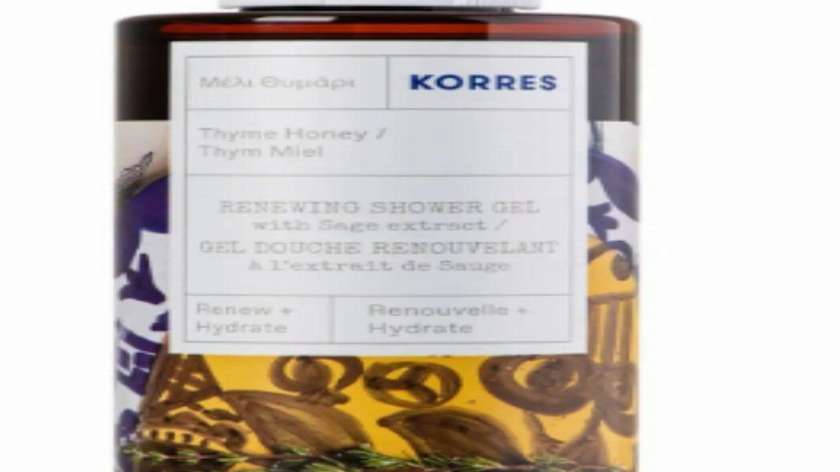 Μέλι Θυμάρι
KORRES
Thyme Honey /
Thym Miel
RENEWING SHOWER GEL
with Sage extract /
GEL DOUCHE RENOUVELANT
à l'extrait de Sauge
Renew +
Hydrate
Renouvelle +
Hydrate